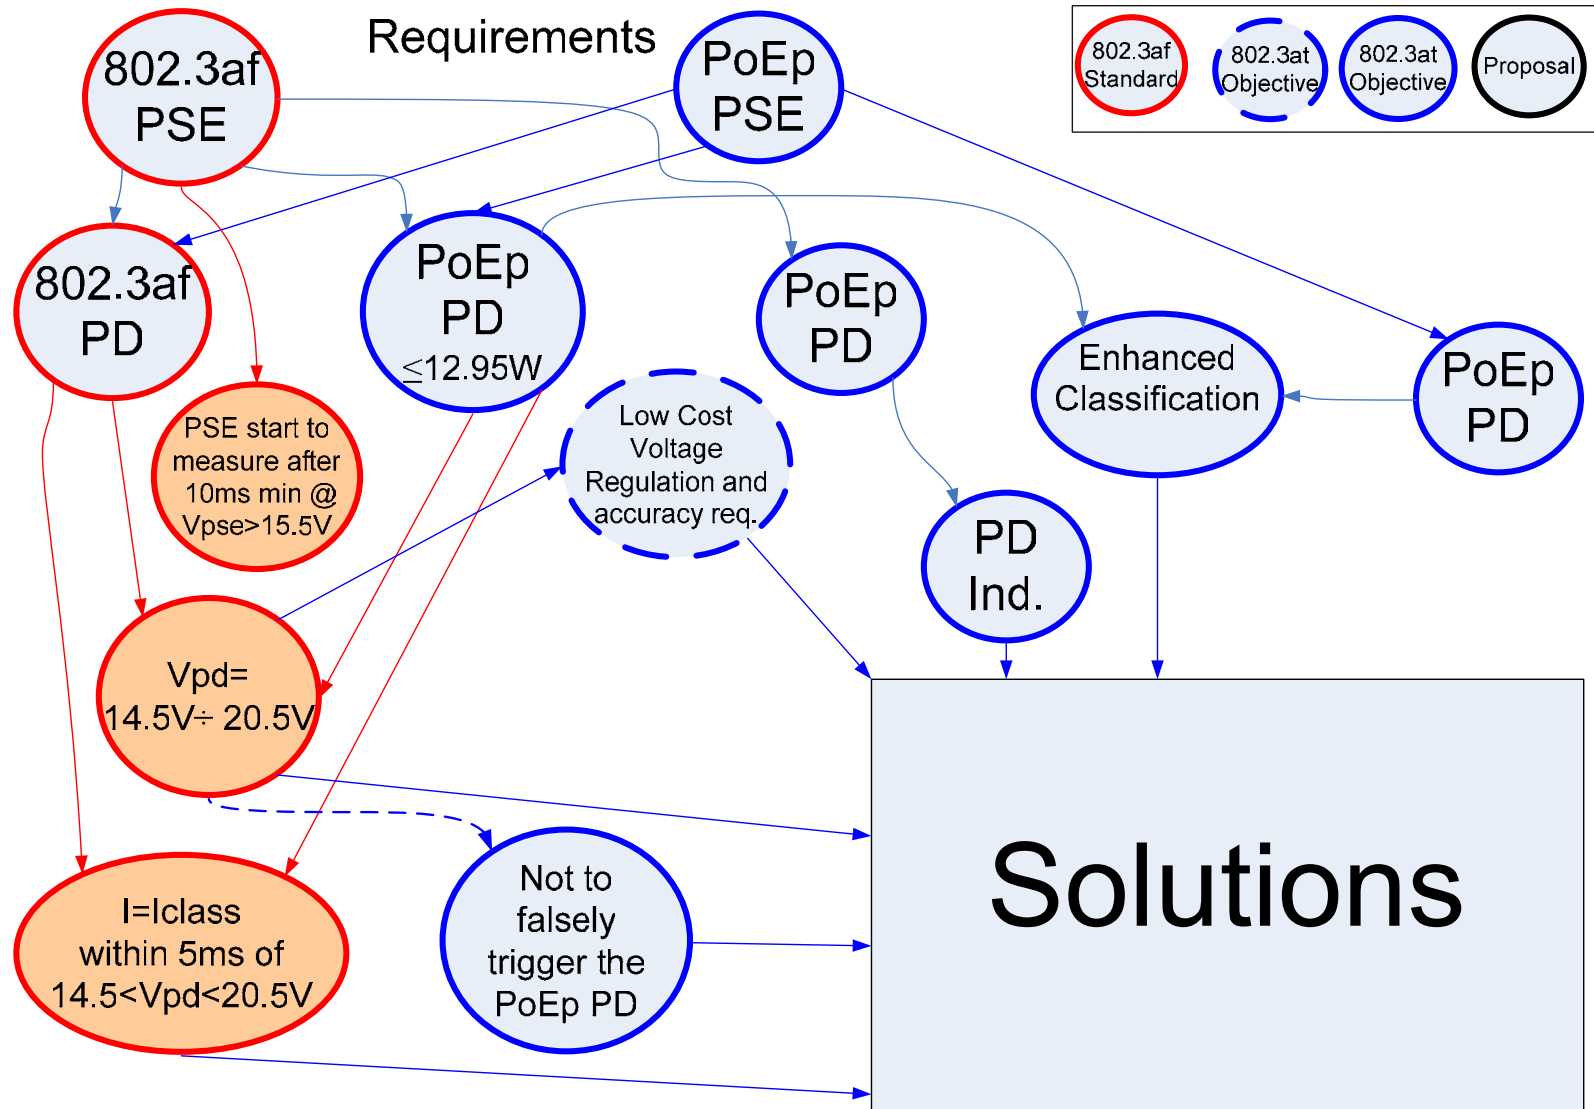 Requirements
802.3af
PSE
PoEp
PSE
802.3af
Standard
802.3at
Objective
802.3at
Objective
Proposal
802.3af
PD
PoEp
PD
≤12.95W
PoEp
PD
Enhanced
Classification
PoEp
PD
PSE start to
measure after
10ms min @
Vpse>15.5V
Low Cost
Voltage
Regulation and
accuracy req.
PD
Ind.
Vpd=
14.5V÷ 20.5V
I=Iclass
within 5ms of
14.5<Vpd<20.5V
Not to
falsely
trigger the
PoEp PD
Solutions